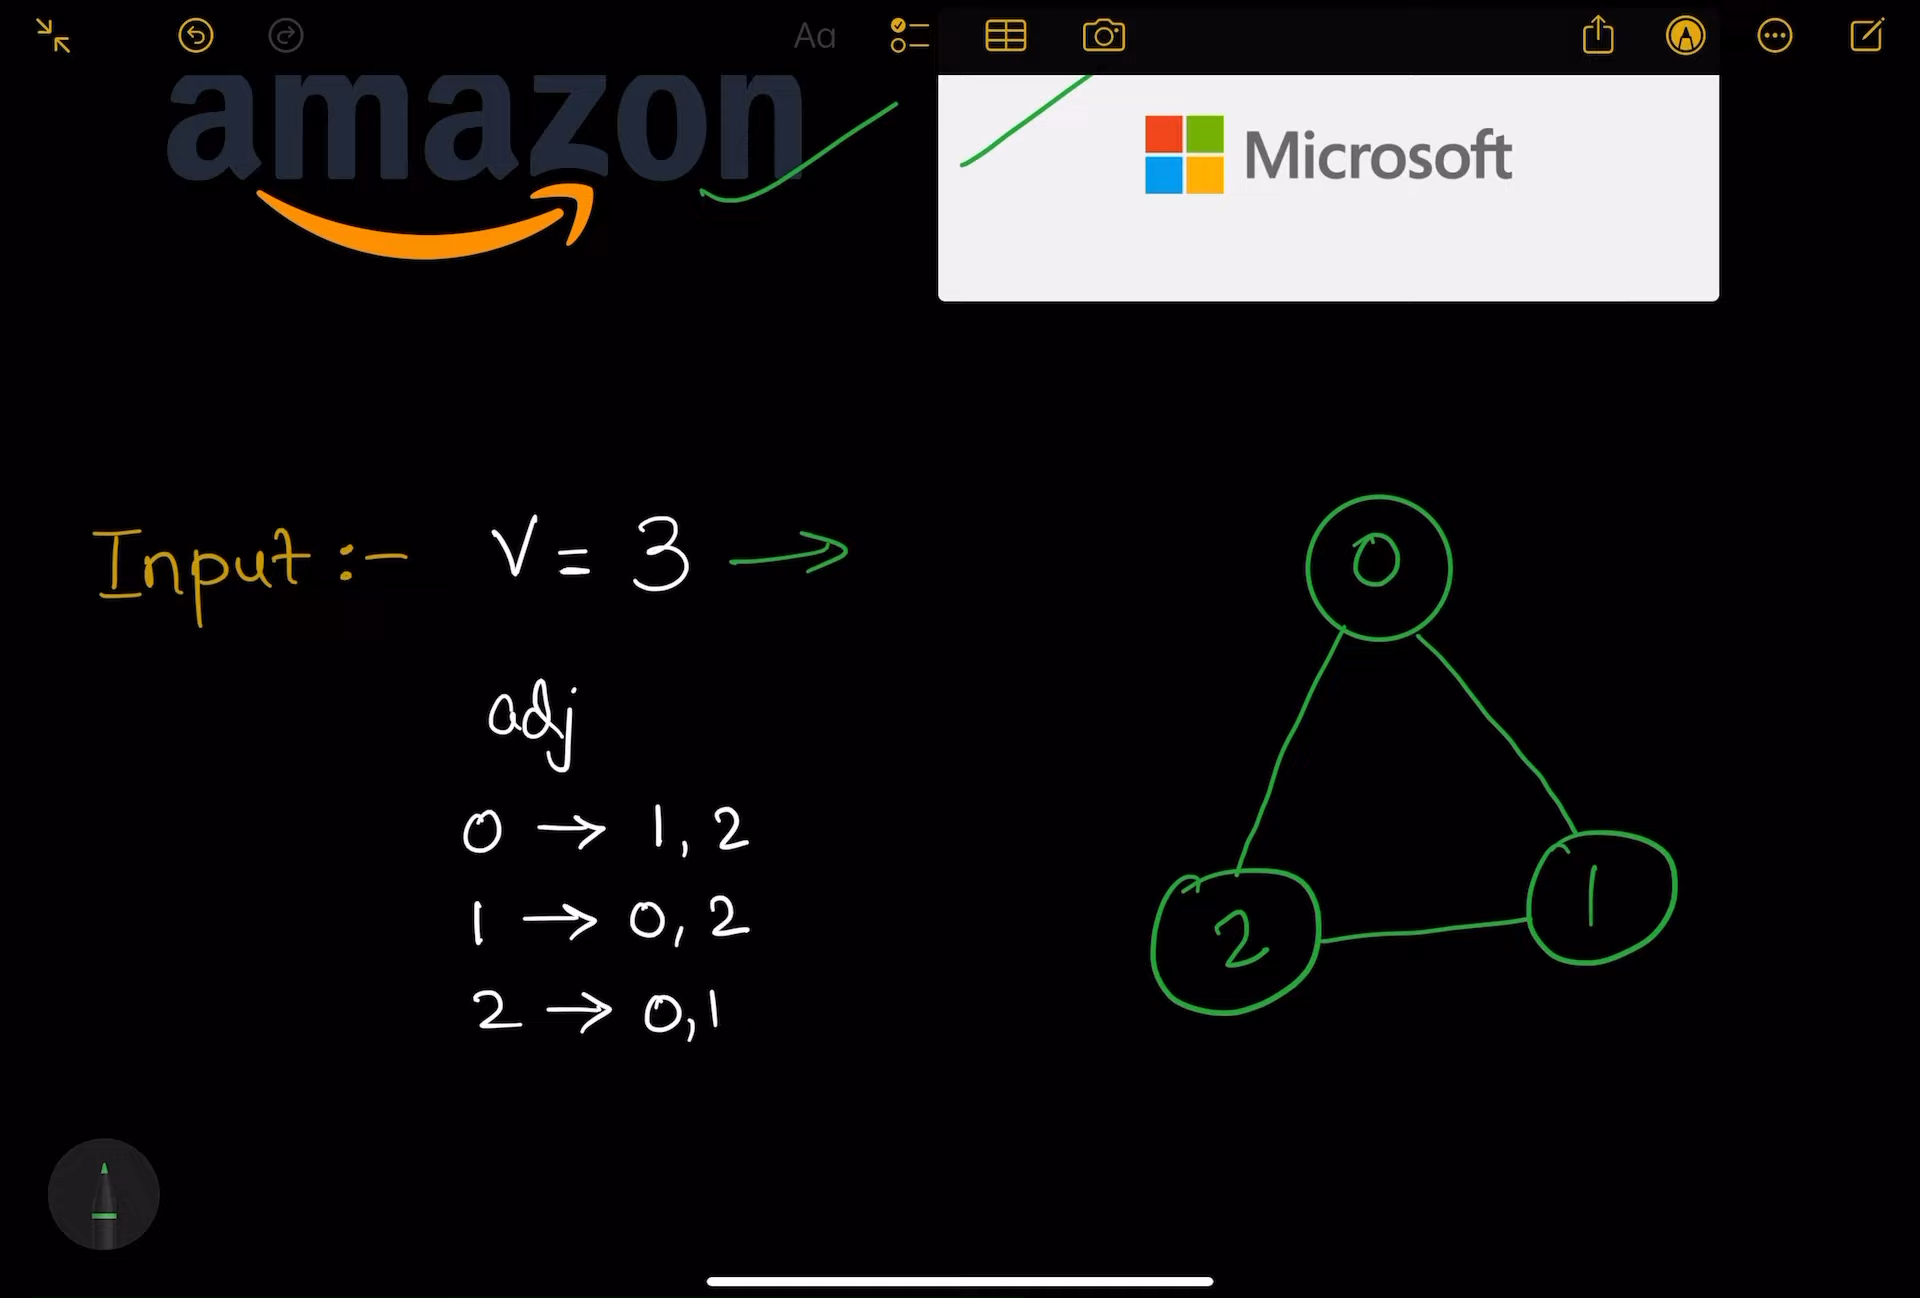 Aa
amazon
Microsoft
Input :- V = 3 →
adj
0 → 1, 2
1 → 0, 2
2 → 0,1
0
2
1